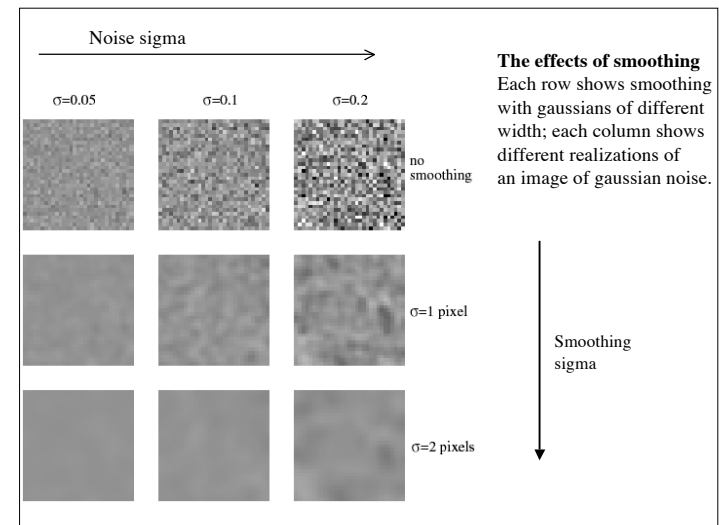 Noise sigma
The effects of smoothing
Each row shows smoothing
with gaussians of different
width; each column shows
different realizations of
an image of gaussian noise.
σ=0.05
σ=0.1
σ=0.2
no
smoothing
σ=1 pixel
Smoothing
sigma
σ=2 pixels